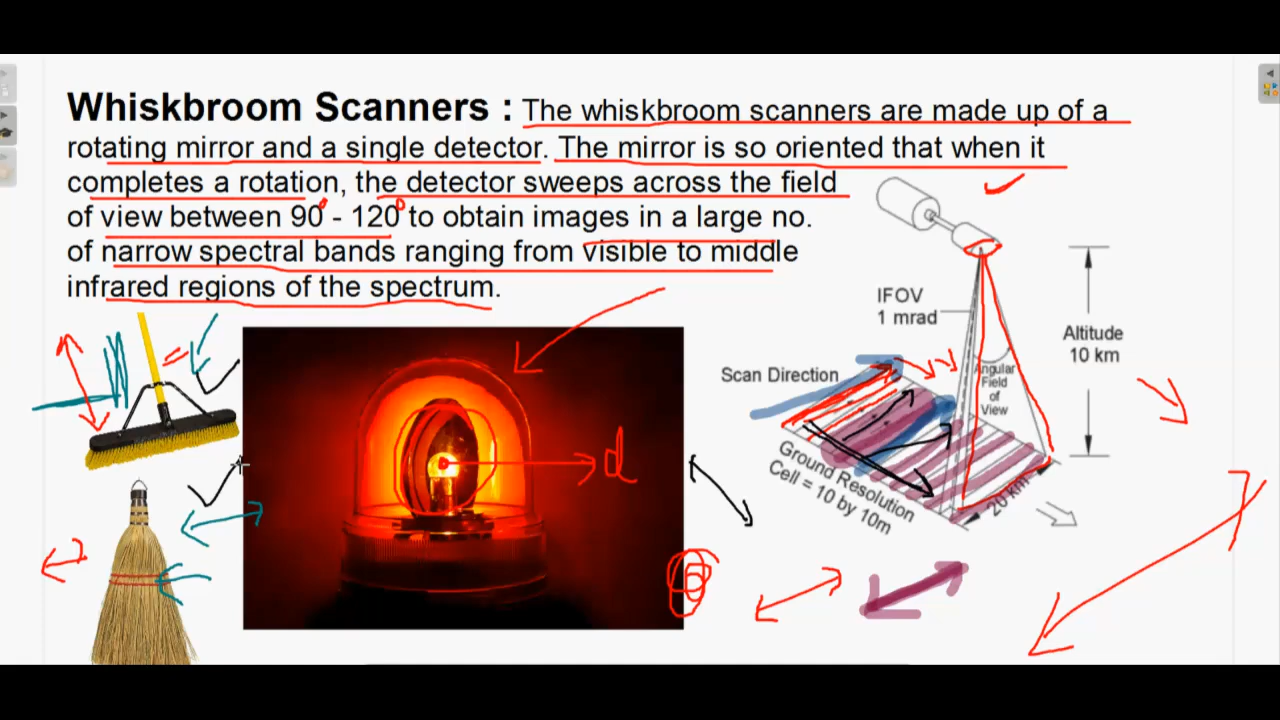 Whiskbroom Scanners : The whiskbroom scanners are made up of a
rotating mirror and a single detector. The mirror is so oriented that when it
completes a rotation, the detector sweeps across the field
of view between 90° - 120° to obtain images in a large no.
of narrow spectral bands ranging from visible to middle
infrared regions of the spectrum.
IFOV
1 mrad
Altitude
10 km
Scan Direction
Angular
Field
of
View
Ground Resolution
Cell = 10 by 10m
20 km
d